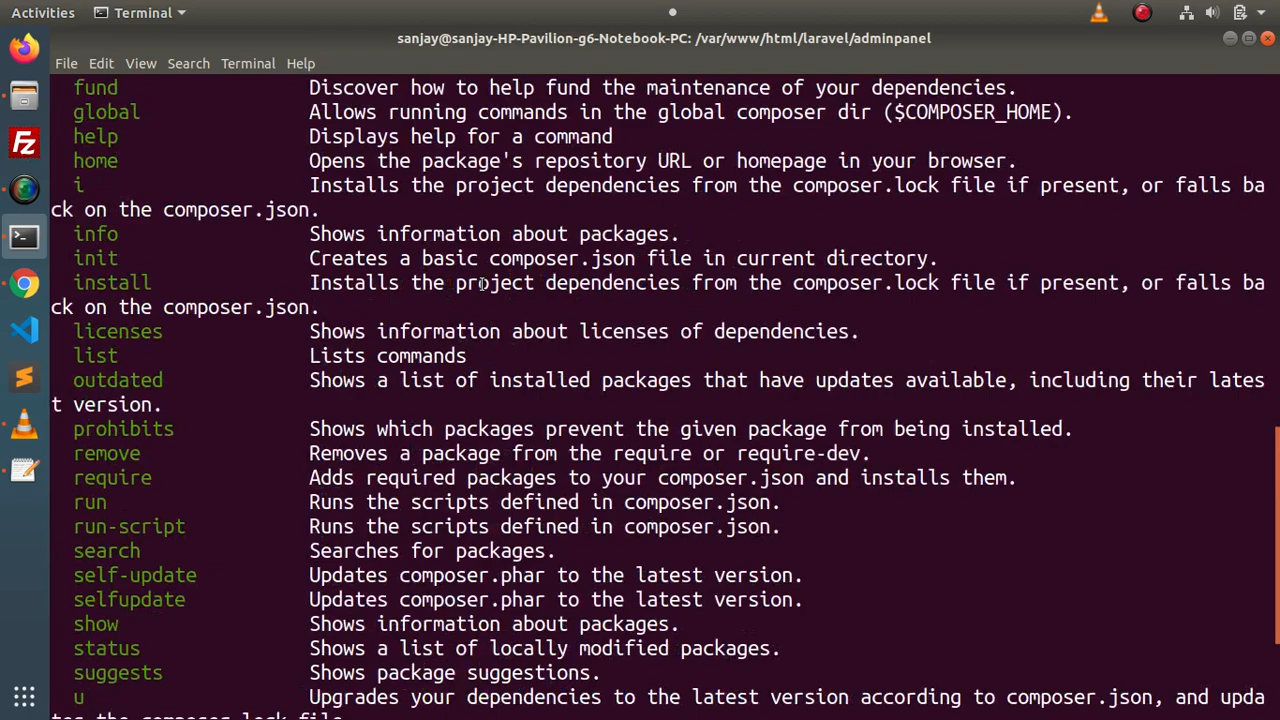 Activities Terminal
sanjay@sanjay-HP-Pavilion-g6-Notebook-PC: /var/www/html/laravel/adminpanel
File Edit View Search Terminal Help
fund Discover how to help fund the maintenance of your dependencies.
global Allows running commands in the global composer dir ($COMPOSER_HOME).
help Displays help for a command
home Opens the package's repository URL or homepage in your browser.
i Installs the project dependencies from the composer.lock file if present, or falls ba
ck on the composer.json.
info Shows information about packages.
init Creates a basic composer.json file in current directory.
install Installs the project dependencies from the composer.lock file if present, or falls ba
ck on the composer.json.
licenses Shows information about licenses of dependencies.
list Lists commands
outdated Shows a list of installed packages that have updates available, including their lates
t version.
prohibits Shows which packages prevent the given package from being installed.
remove Removes a package from the require or require-dev.
require Adds required packages to your composer.json and installs them.
run Runs the scripts defined in composer.json.
run-script Runs the scripts defined in composer.json.
search Searches for packages.
self-update Updates composer.phar to the latest version.
selfupdate Updates composer.phar to the latest version.
show Shows information about packages.
status Shows a list of locally modified packages.
suggests Shows package suggestions.
u Upgrades your dependencies to the latest version according to composer.json, and upda
tes the composer.lock file.
Fz